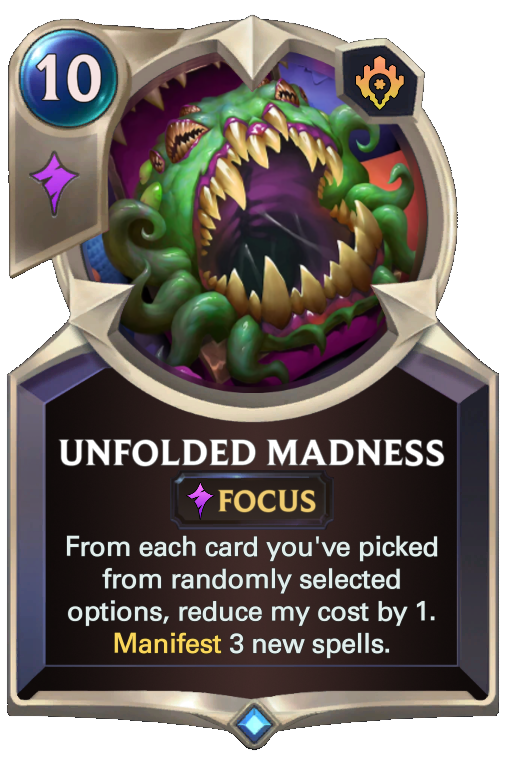 10
UNFOLDED MADNESS
FOCUS
From each card you've picked
from randomly selected
options, reduce my cost by 1.
Manifest 3 new spells.